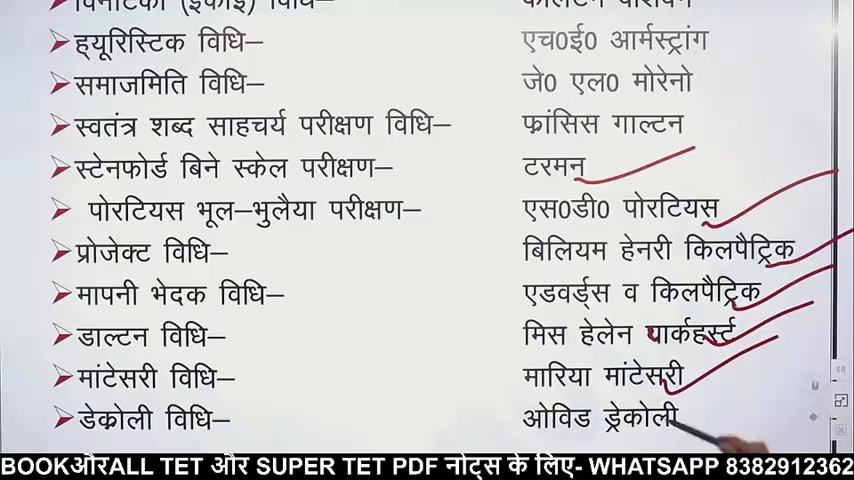 विनेटिका (इकाई) विधि–
ह्यूरिस्टिक विधि– एच0ई0 आर्मस्ट्रांग
समाजमिति विधि– जे0 एल0 मोरेनो
स्वतंत्र शब्द साहचर्य परीक्षण विधि– फ्रांसिस गाल्टन
स्टेनफोर्ड बिने स्केल परीक्षण– टरमन
पोरटियस भूल–भुलैया परीक्षण– एस0डी0 पोरटियस
प्रोजेक्ट विधि– बिलियम हेनरी किलपैट्रिक
मापनी भेदक विधि– एडवर्ड्स व किलपैट्रिक
डाल्टन विधि– मिस हेलेन पार्कहर्स्ट
मांटेसरी विधि– मारिया मांटेसरी
डेक्रोली विधि– ओविड ड्रेकोली
BOOKऔरALL TET और SUPER TET PDF नोट्स के लिए- WHATSAPP 8382912362